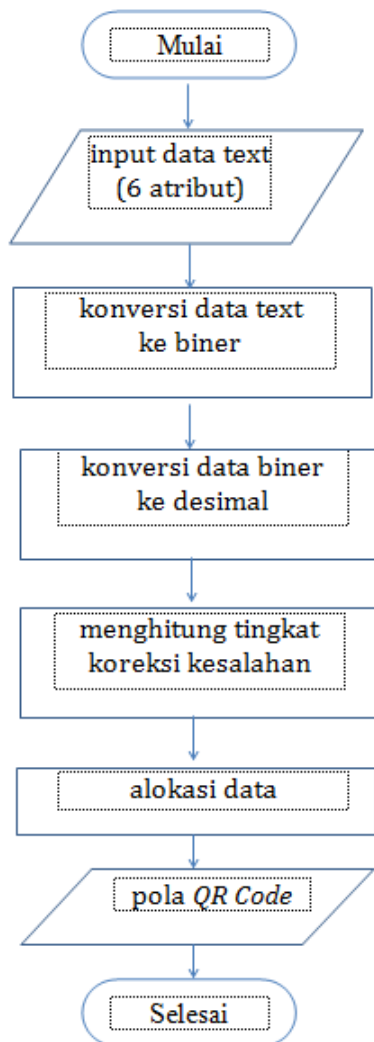 Mulai
input data text
(6 atribut)
konversi data text
ke biner
konversi data biner
ke desimal
menghitung tingkat
koreksi kesalahan
alokasi data
pola QR Code
Selesai